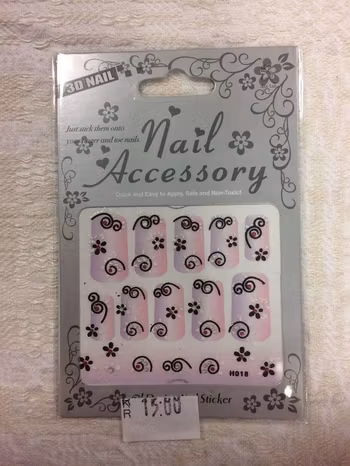 3D NAIL
Just stick them onto
your finger and toe nails
Nail
Accessory
Quick and Easy to Apply, Safe and Non-Toxic!
H018
Sticker
KR
15:00